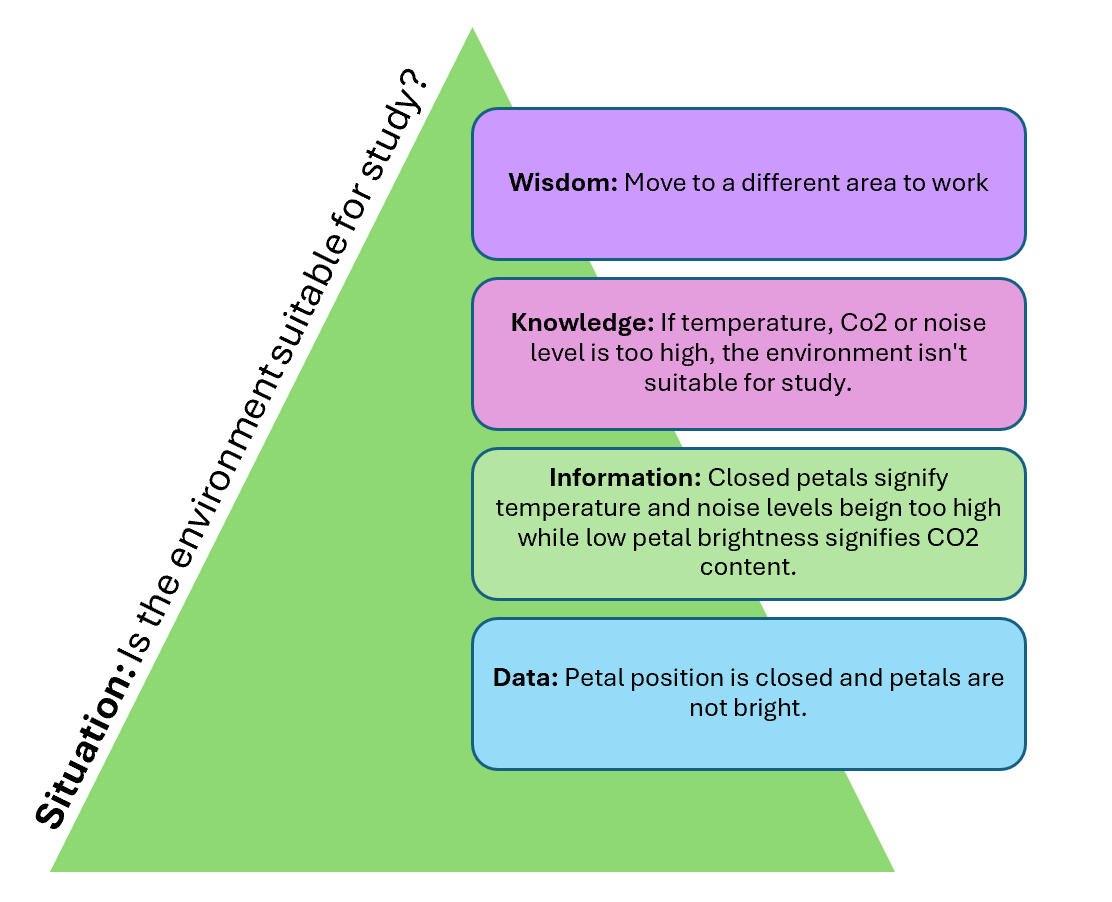 Situation: Is the environment suitable for study?
Wisdom: Move to a different area to work
Knowledge: If temperature, Co2 or noise
level is too high, the environment isn't
suitable for study.
Information: Closed petals signify
temperature and noise levels beign too high
while low petal brightness signifies CO2
content.
Data: Petal position is closed and petals are
not bright.